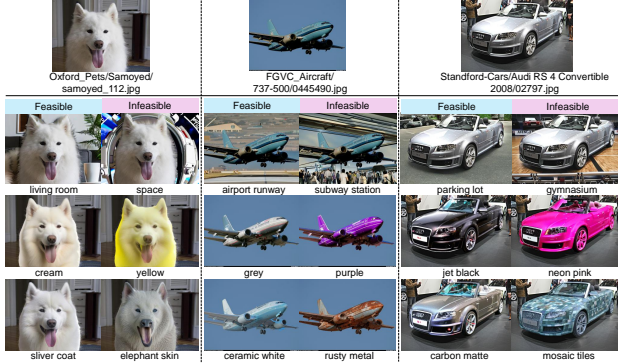 Oxford_Pets/Samoyed/
samoyed_112.jpg
FGVC_Aircraft/
737-500/0445490.jpg
Standford-Cars/Audi RS 4 Convertible
2008/02797.jpg
Feasible
Infeasible
Feasible
Infeasible
Feasible
Infeasible
living room
space
airport runway
subway station
parking lot
gymnasium
cream
yellow
grey
purple
jet black
neon pink
sliver coat
elephant skin
ceramic white
rusty metal
carbon matte
mosaic tiles